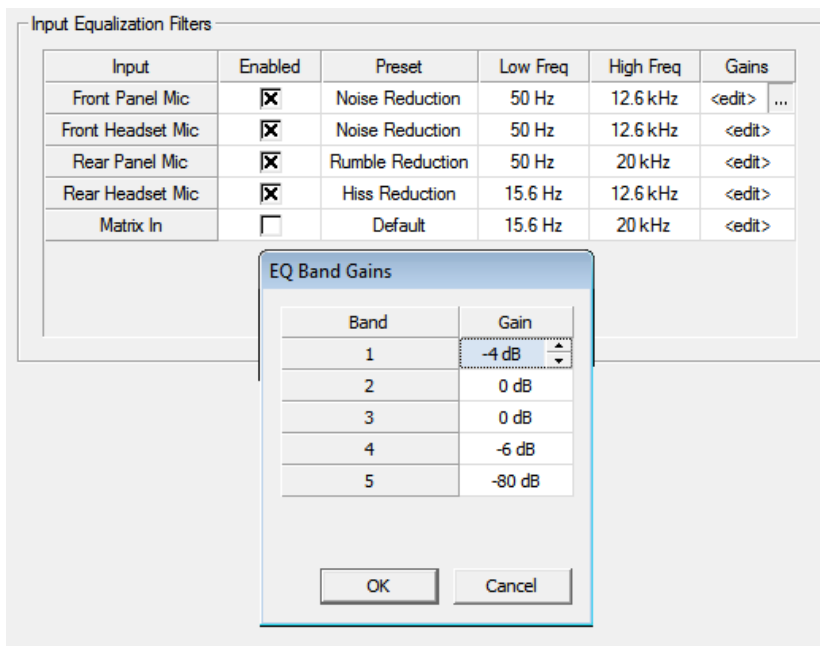 Input Equalization Filters
Input Enabled Preset Low Freq High Freq Gains
Front Panel Mic Noise Reduction 50 Hz 12.6 kHz <edit> ...
Front Headset Mic Noise Reduction 50 Hz 12.6 kHz <edit>
Rear Panel Mic Rumble Reduction 50 Hz 20 kHz <edit>
Rear Headset Mic Hiss Reduction 15.6 Hz 12.6 kHz <edit>
Matrix In Default 15.6 Hz 20 kHz <edit>
EQ Band Gains
Band Gain
1 -4 dB
2 0 dB
3 0 dB
4 -6 dB
5 -80 dB
OK Cancel